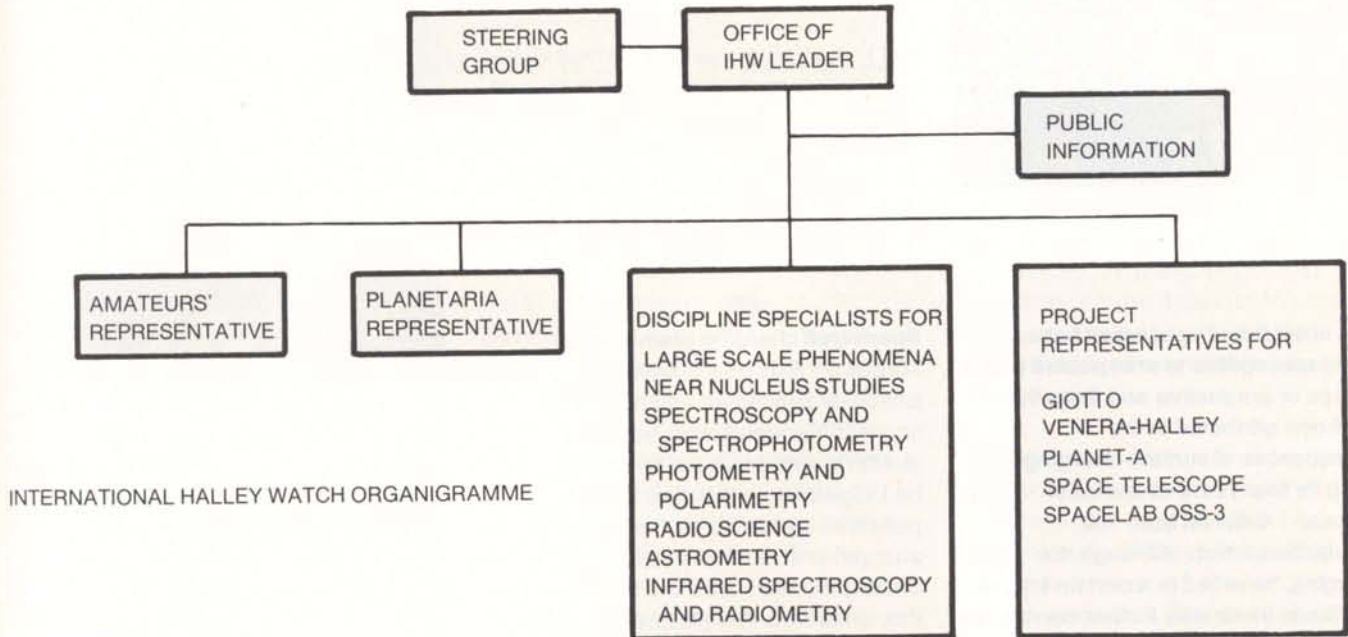 STEERING
GROUP
OFFICE OF
IHW LEADER
PUBLIC
INFORMATION
AMATEURS'
REPRESENTATIVE
PLANETARIA
REPRESENTATIVE
DISCIPLINE SPECIALISTS FOR
LARGE SCALE PHENOMENA
NEAR NUCLEUS STUDIES
SPECTROSCOPY AND
SPECTROPHOTOMETRY
PHOTOMETRY AND
POLARIMETRY
RADIO SCIENCE
ASTROMETRY
INFRARED SPECTROSCOPY
AND RADIOMETRY
PROJECT
REPRESENTATIVES FOR
GIOTTO
VENERA-HALLEY
PLANET-A
SPACE TELESCOPE
SPACELAB OSS-3
INTERNATIONAL HALLEY WATCH ORGANIGRAMME